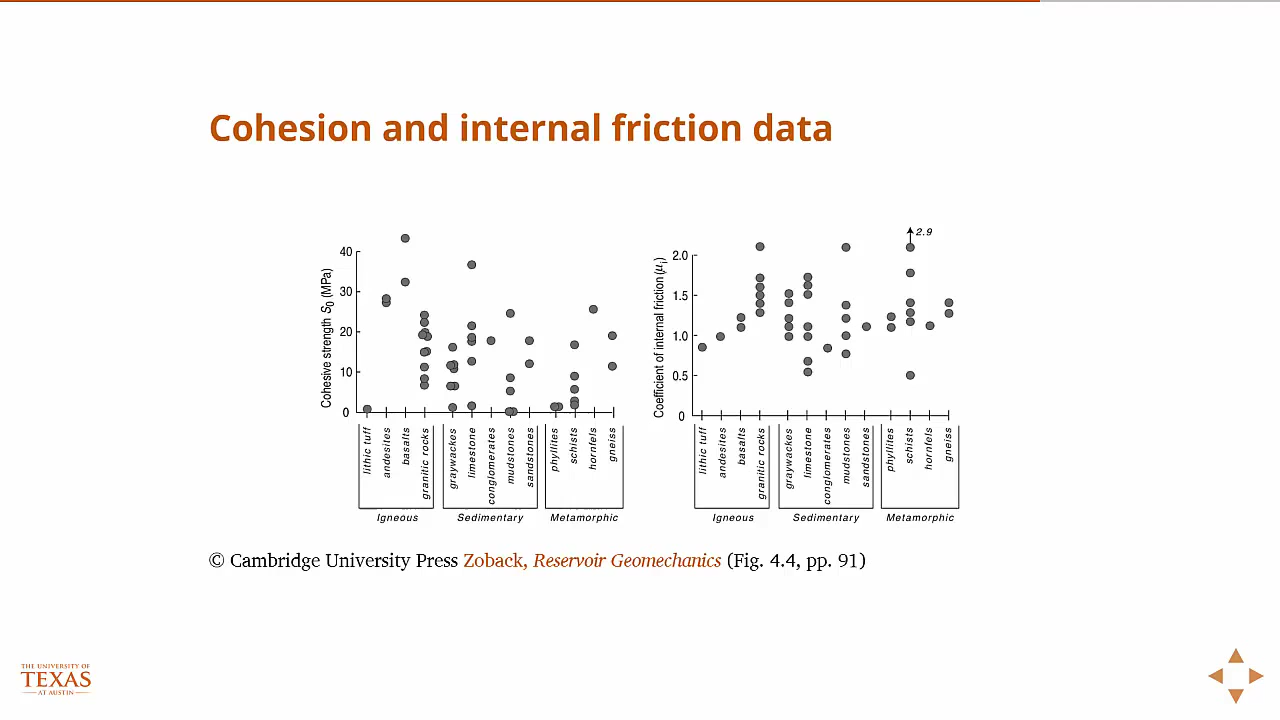 Cohesion and internal friction data
Cohesive strength S0 (MPa)
40
30
20
10
0
lithic tuff
andesites
basalts
granitic rocks
graywackes
limestone
conglomerates
mudstones
sandstones
phyllites
schists
hornfels
gneiss
Igneous
Sedimentary
Metamorphic
Coefficient of internal friction (μi)
2.0
1.5
1.0
0.5
0
2.9
lithic tuff
andesites
basalts
granitic rocks
graywackes
limestone
conglomerates
mudstones
sandstones
phyllites
schists
hornfels
gneiss
Igneous
Sedimentary
Metamorphic
© Cambridge University Press Zoback, Reservoir Geomechanics (Fig. 4.4, pp. 91)
THE UNIVERSITY OF
TEXAS
AT AUSTIN